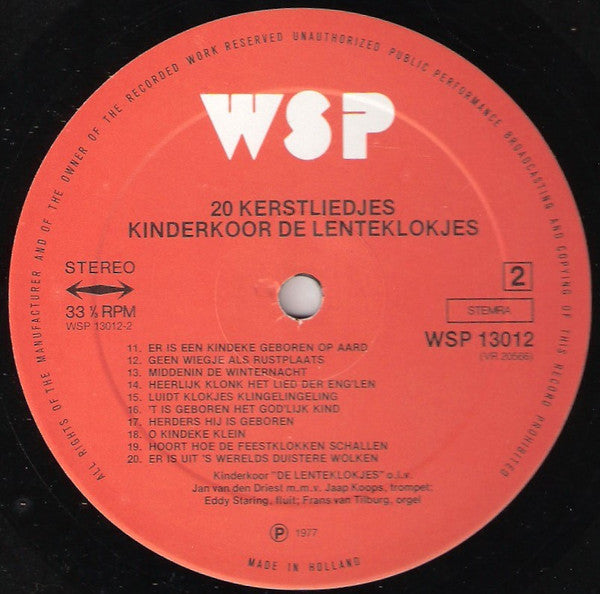 ALL RIGHTS OF THE MANUFACTURER AND OF THE OWNER OF THE RECORDED WORK RESERVED UNAUTHORIZED PUBLIC PERFORMANCE BROADCASTING AND COPYING OF THIS RECORD PROHIBITED
WSP
20 KERSTLIEDJES
KINDERKOOR DE LENTEKLOKJES
STEREO
33 ⅓ RPM
WSP 13012-2
2
STEMRA
WSP 13012
(VR 20566)
11. ER IS EEN KINDEKE GEBOREN OP AARD
12. GEEN WIEGJE ALS RUSTPLAATS
13. MIDDENIN DE WINTERNACHT
14. HEERLIJK KLONK HET LIED DER ENG'LEN
15. LUIDT KLOKJES KLINGELINGELING
16. 'T IS GEBOREN HET GOD'LIJK KIND
17. HERDERS HIJ IS GEBOREN
18. O KINDEKE KLEIN
19. HOORT HOE DE FEESTKLOKKEN SCHALLEN
20. ER IS UIT 'S WERELDS DUISTERE WOLKEN
Kinderkoor "DE LENTEKLOKJES" o.l.v.
Jan van den Driest m.m.v. Jaap Koops, trompet;
Eddy Staring, fluit; Frans van Tilburg, orgel
℗ 1977
MADE IN HOLLAND